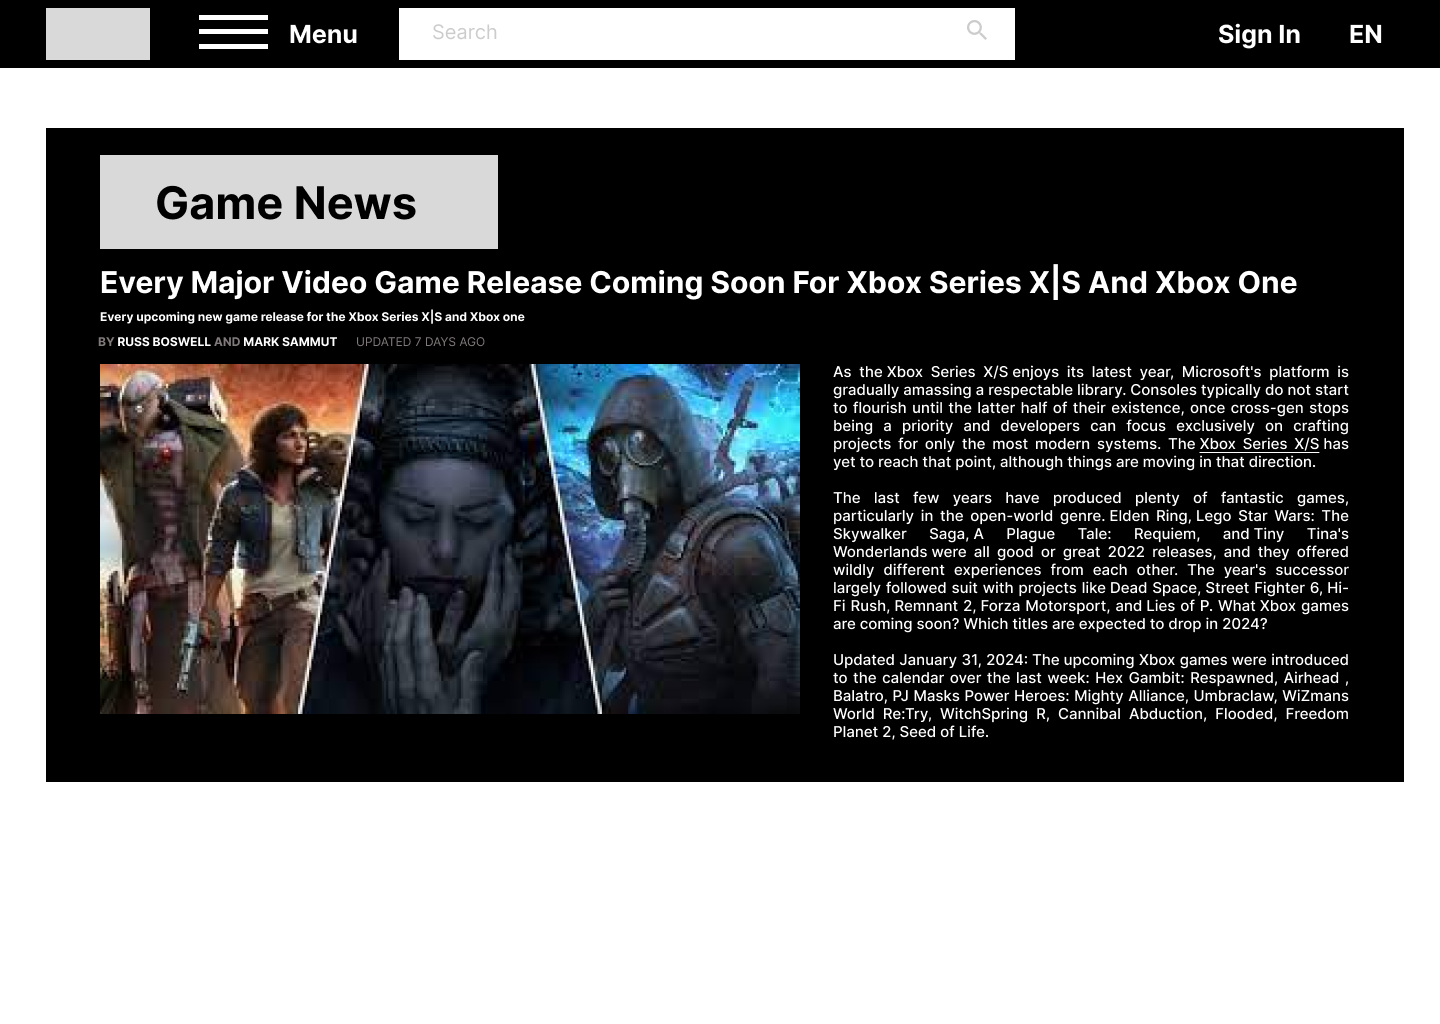 Menu
Search
Sign In
EN
Game News
Every Major Video Game Release Coming Soon For Xbox Series X|S And Xbox One
Every upcoming new game release for the Xbox Series X|S and Xbox one
BY RUSS BOSWELL AND MARK SAMMUT UPDATED 7 DAYS AGO
As the Xbox Series X/S enjoys its latest year, Microsoft's platform is
gradually amassing a respectable library. Consoles typically do not start
to flourish until the latter half of their existence, once cross-gen stops
being a priority and developers can focus exclusively on crafting
projects for only the most modern systems. The Xbox Series X/S has
yet to reach that point, although things are moving in that direction.
The last few years have produced plenty of fantastic games,
particularly in the open-world genre. Elden Ring, Lego Star Wars: The
Skywalker Saga, A Plague Tale: Requiem, and Tiny Tina's
Wonderlands were all good or great 2022 releases, and they offered
wildly different experiences from each other. The year's successor
largely followed suit with projects like Dead Space, Street Fighter 6, Hi-
Fi Rush, Remnant 2, Forza Motorsport, and Lies of P. What Xbox games
are coming soon? Which titles are expected to drop in 2024?
Updated January 31, 2024: The upcoming Xbox games were introduced
to the calendar over the last week: Hex Gambit: Respawned, Airhead ,
Balatro, PJ Masks Power Heroes: Mighty Alliance, Umbraclaw, WiZmans
World Re:Try, WitchSpring R, Cannibal Abduction, Flooded, Freedom
Planet 2, Seed of Life.